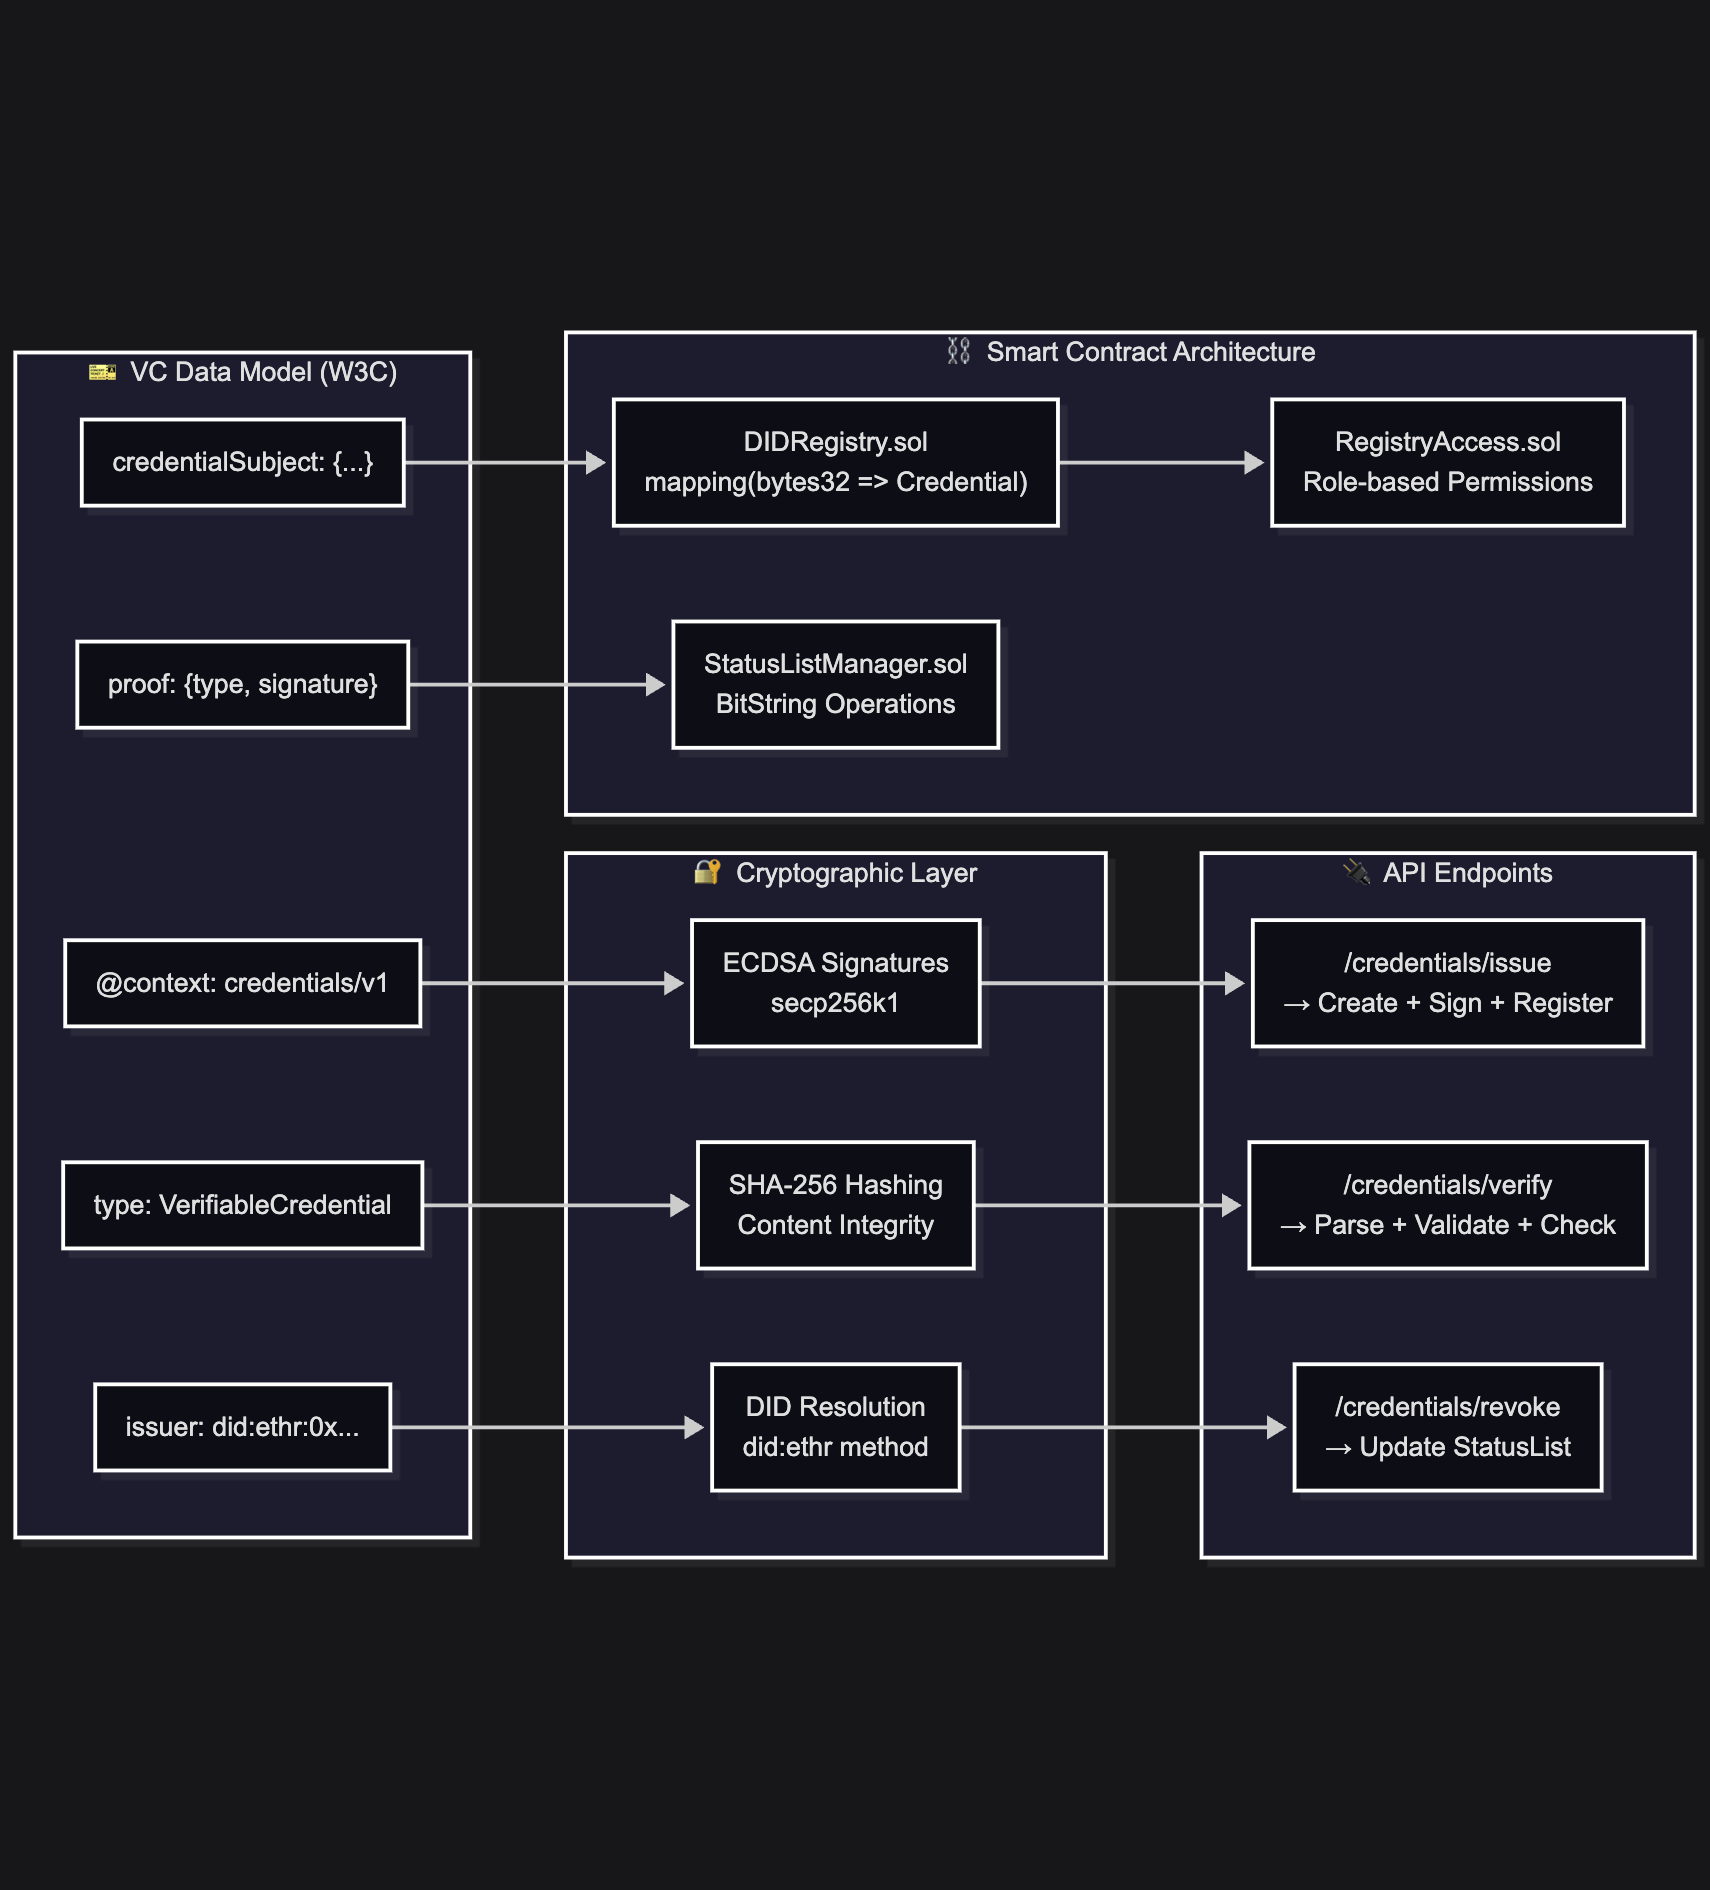 VC Data Model (W3C)
credentialSubject: {...}
proof: {type, signature}
@context: credentials/v1
type: VerifiableCredential
issuer: did:ethr:0x...
Smart Contract Architecture
DIDRegistry.sol
mapping(bytes32 => Credential)
RegistryAccess.sol
Role-based Permissions
StatusListManager.sol
BitString Operations
Cryptographic Layer
ECDSA Signatures
secp256k1
SHA-256 Hashing
Content Integrity
DID Resolution
did:ethr method
API Endpoints
/credentials/issue
→ Create + Sign + Register
/credentials/verify
→ Parse + Validate + Check
/credentials/revoke
→ Update StatusList